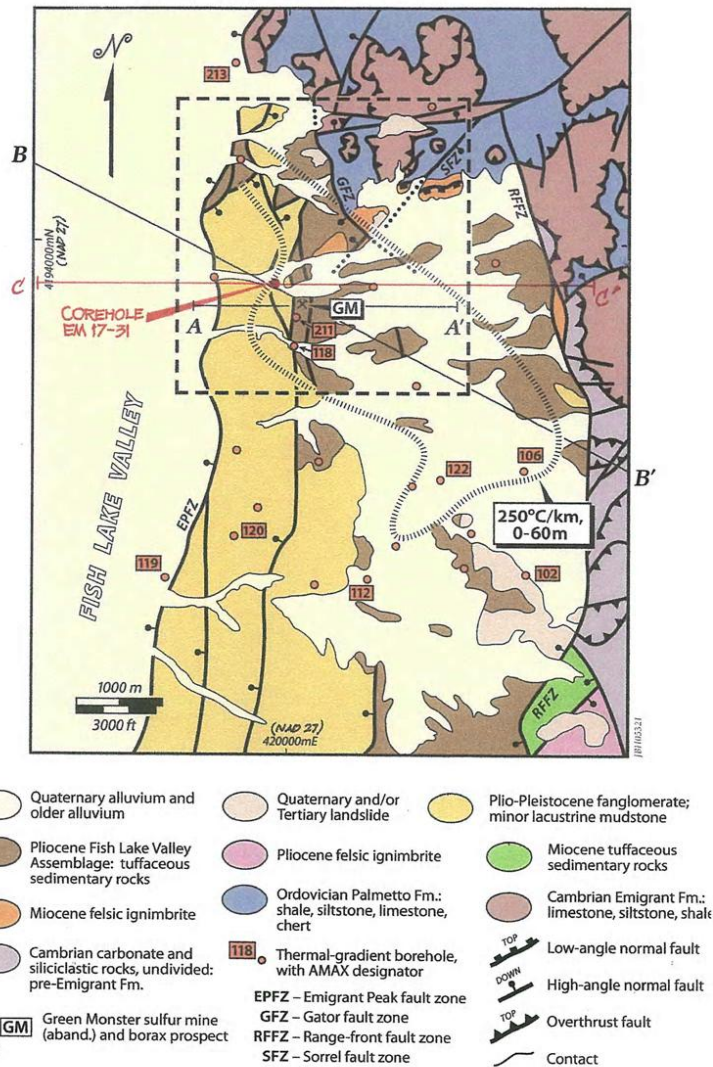 N
213
B
SFZ
GFZ
RFFZ
4194000mN
(NAD 27)
C
C"
COREHOLE
EM 17-31
A
GM
A'
211
118
B'
FISH LAKE VALLEY
EPFZ
106
122
250°C/km,
0-60m
120
119
102
112
1000 m
3000 ft
(NAD 27)
420000mE
RFFZ
Quaternary alluvium and
older alluvium
Quaternary and/or
Tertiary landslide
Plio-Pleistocene fanglomerate;
minor lacustrine mudstone
Pliocene Fish Lake Valley
Assemblage: tuffaceous
sedimentary rocks
Pliocene felsic ignimbrite
Miocene tuffaceous
sedimentary rocks
Miocene felsic ignimbrite
Ordovician Palmetto Fm.:
shale, siltstone, limestone,
chert
Cambrian Emigrant Fm.:
limestone, siltstone, shale
Cambrian carbonate and
siliciclastic rocks, undivided:
pre-Emigrant Fm.
118
Thermal-gradient borehole,
with AMAX designator
TOP
Low-angle normal fault
DOWN
High-angle normal fault
GM
Green Monster sulfur mine
(aband.) and borax prospect
EPFZ – Emigrant Peak fault zone
GFZ – Gator fault zone
RFFZ – Range-front fault zone
SFZ – Sorrel fault zone
TOP
Overthrust fault
Contact